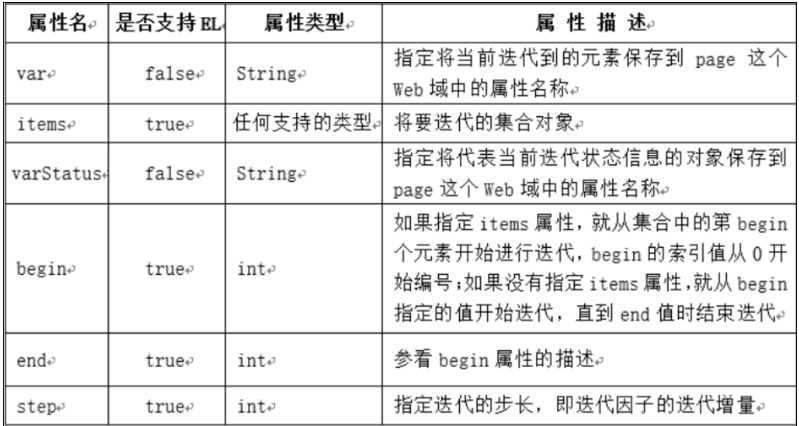 属性名 是否支持EL 属性类型 属 性 描 述
var false String 指定将当前迭代到的元素保存到 page 这个
Web 域中的属性名称
items true 任何支持的类型 将要迭代的集合对象
varStatus false String 指定将代表当前迭代状态信息的对象保存到
page 这个 Web 域中的属性名称
begin true int 如果指定 items 属性,就从集合中的第 begin
个元素开始进行迭代,begin 的索引值从 0 开
始编号;如果没有指定 items 属性,就从 begin
指定的值开始迭代,直到 end 值时结束迭代
end true int 参看 begin 属性的描述
step true int 指定迭代的步长,即迭代因子的迭代增量